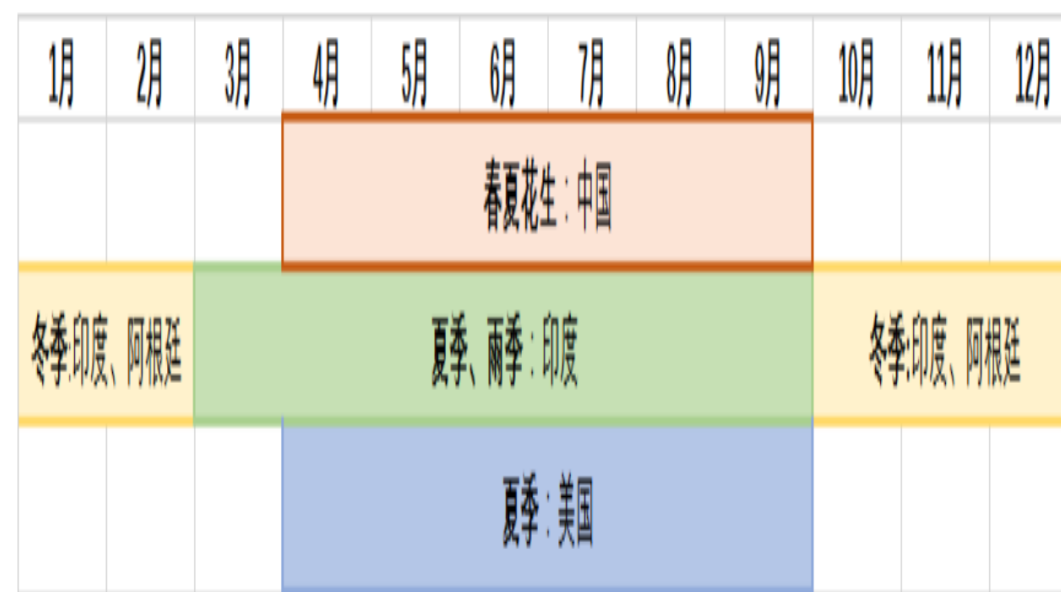 1月 2月 3月 4月 5月 6月 7月 8月 9月 10月 11月 12月
春夏花生：中国
冬季:印度、阿根廷 夏季、雨季：印度 冬季:印度、阿根廷
夏季：美国